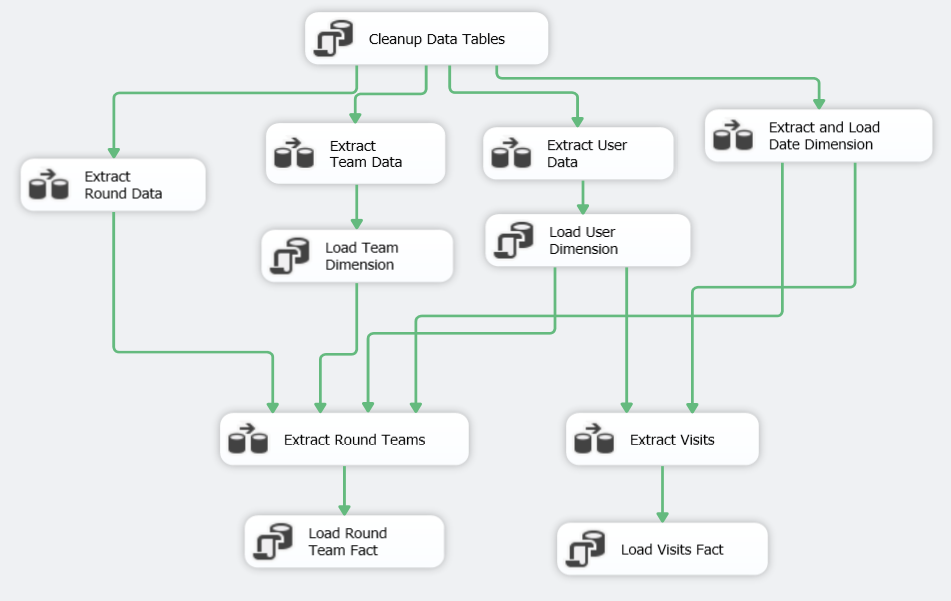 Cleanup Data Tables
Extract
Team Data
Extract User
Data
Extract and Load
Date Dimension
Extract
Round Data
Load Team
Dimension
Load User
Dimension
Extract Round Teams
Extract Visits
Load Round
Team Fact
Load Visits Fact